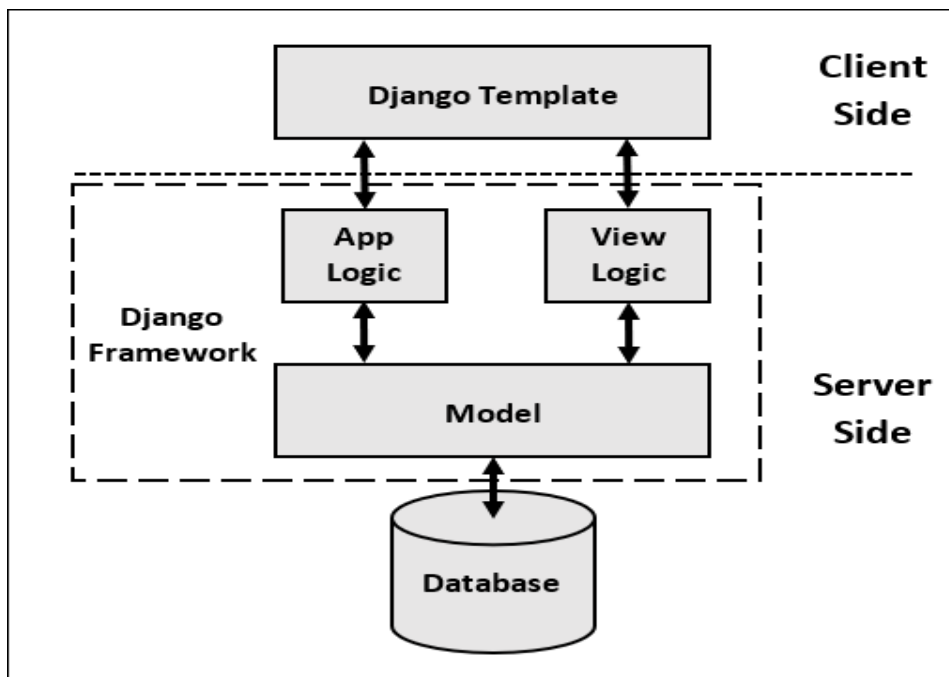 Django Template
Client
Side
App
Logic
View
Logic
Django
Framework
Model
Server
Side
Database